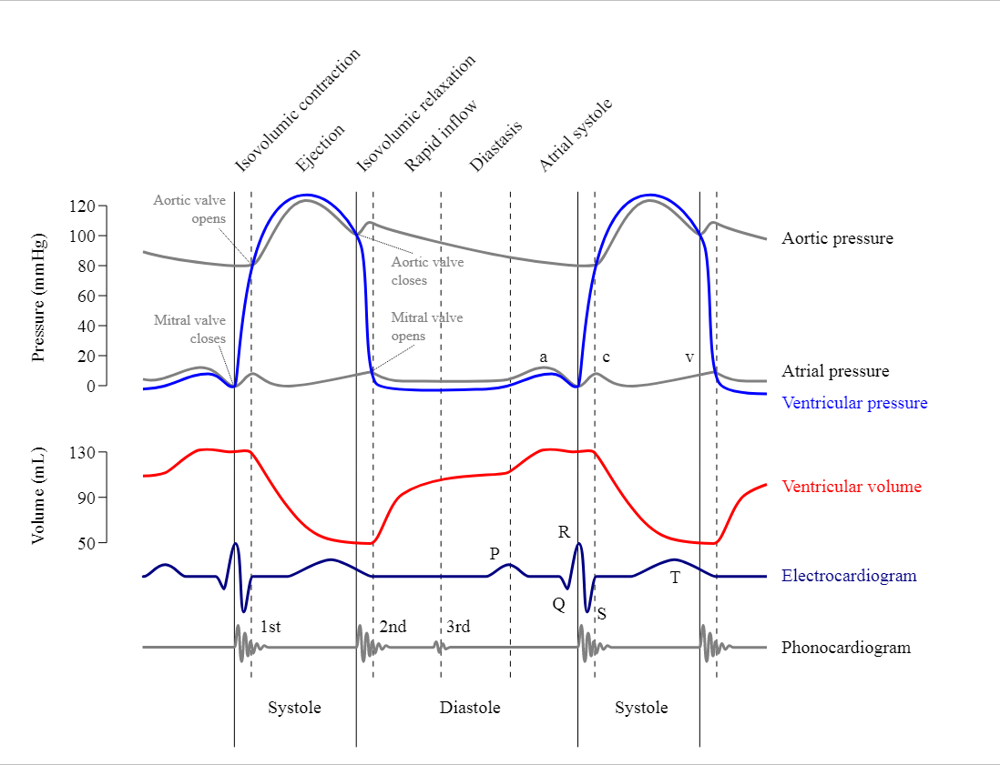 Isovolumic contraction
Ejection
Isovolumic relaxation
Rapid inflow
Diastasis
Atrial systole
Pressure (mmHg)
120
100
80
60
40
20
0
Aortic valve
opens
Aortic valve
closes
Mitral valve
closes
Mitral valve
opens
a
c
v
Aortic pressure
Atrial pressure
Ventricular pressure
Volume (mL)
130
90
50
Ventricular volume
P
R
Q
S
T
Electrocardiogram
1st
2nd
3rd
Phonocardiogram
Systole
Diastole
Systole